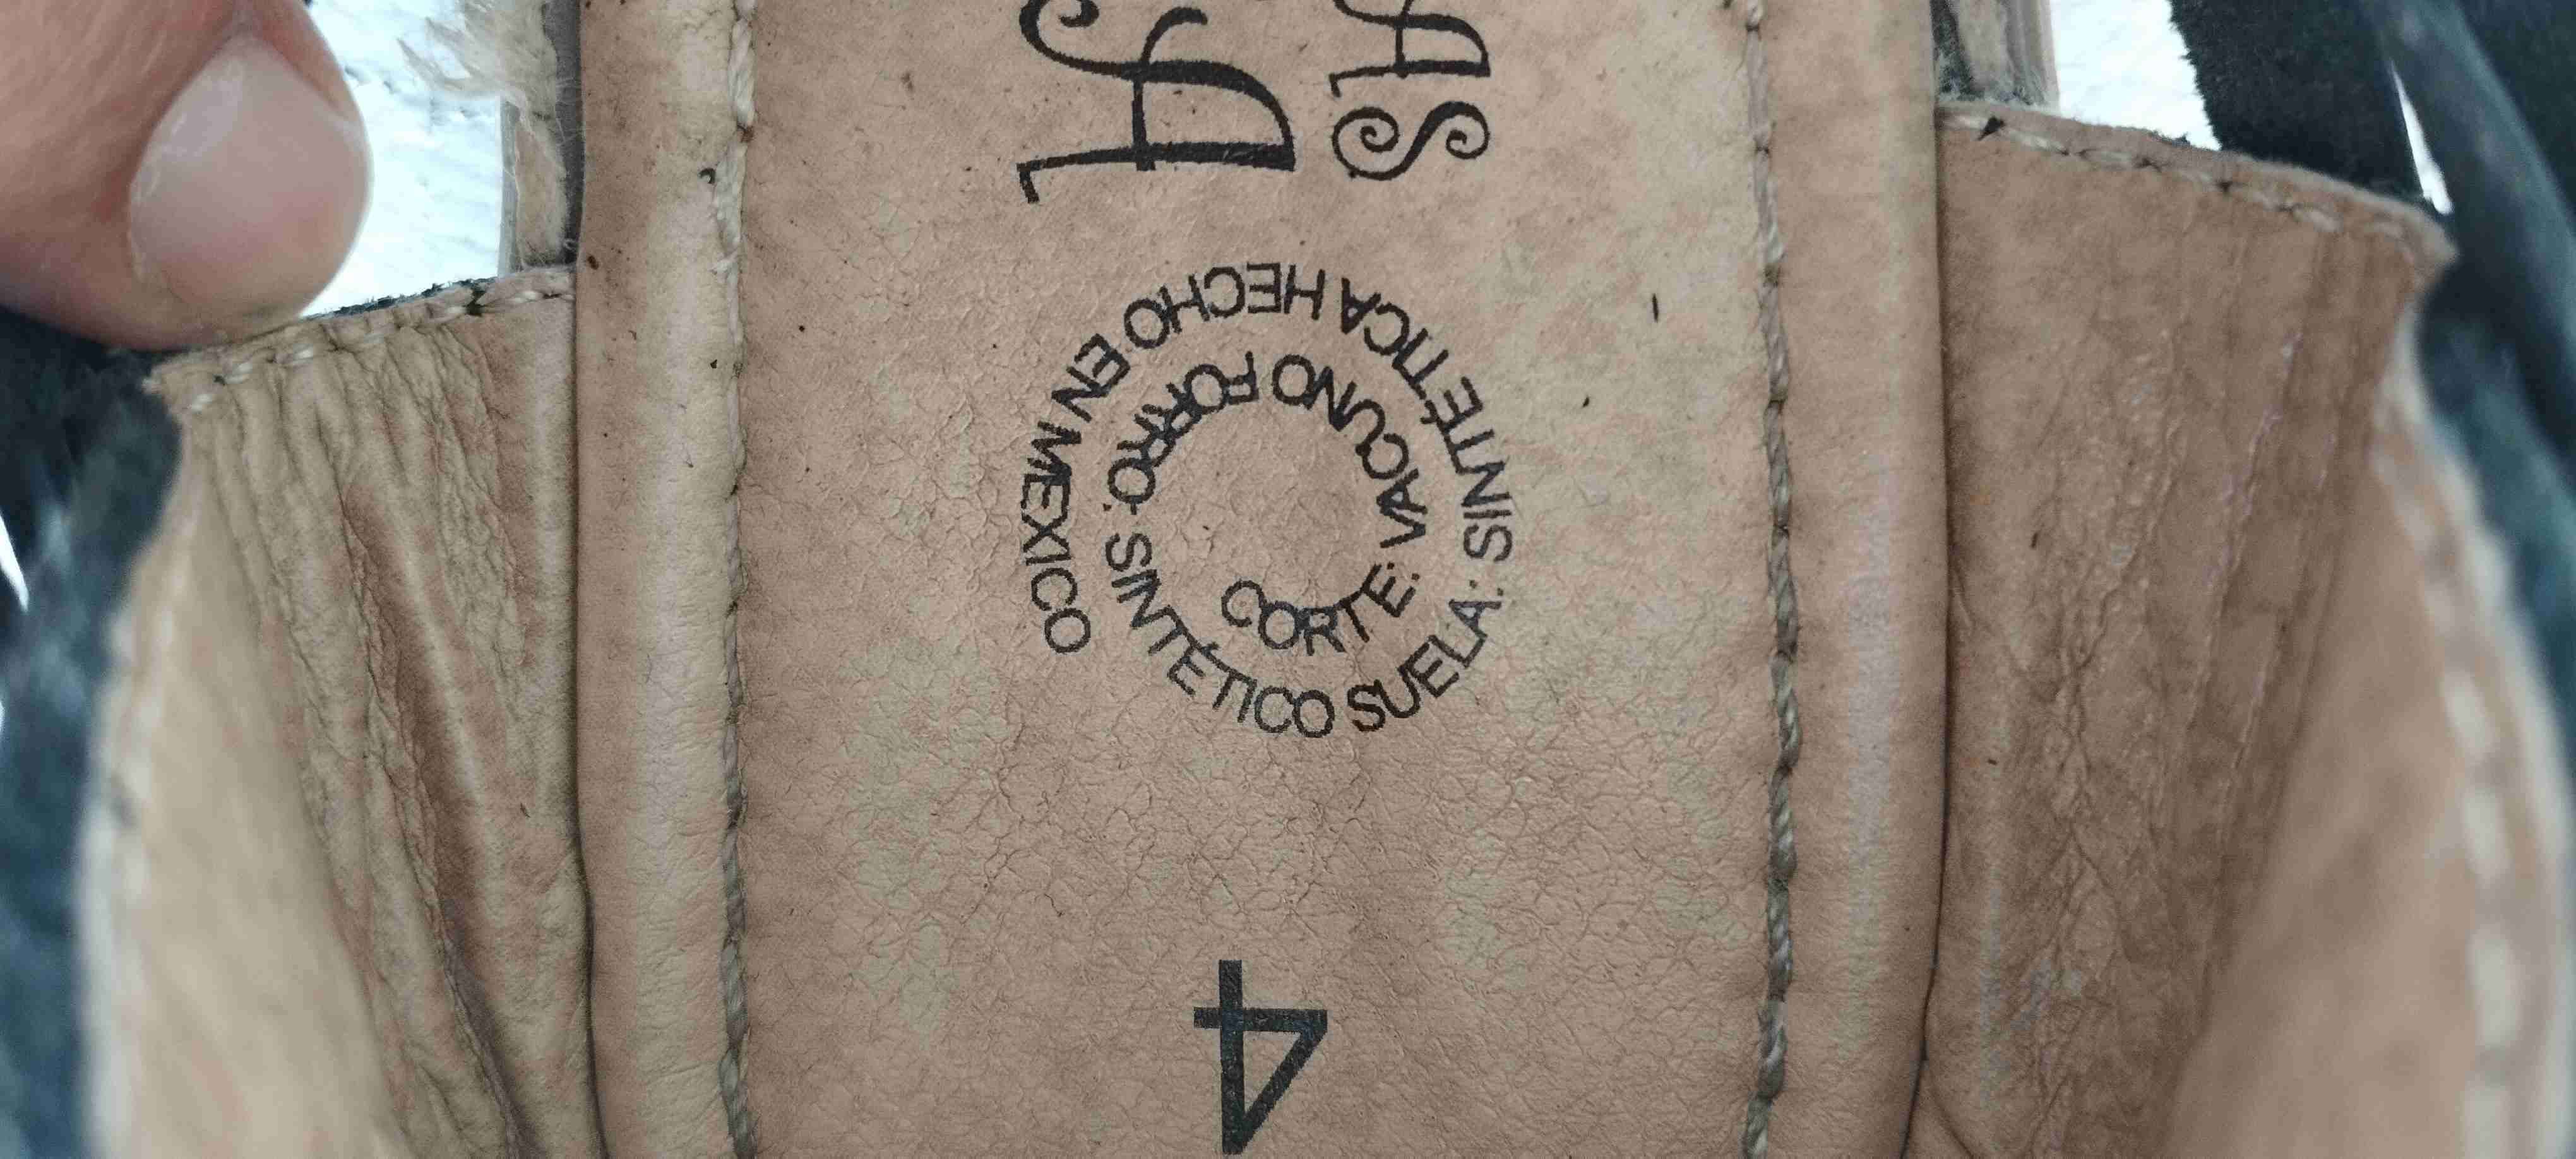 CORTE: VACUNO FORRO: SINTÉTICO SUELA: SINTÉTICA HECHO EN MEXICO
4